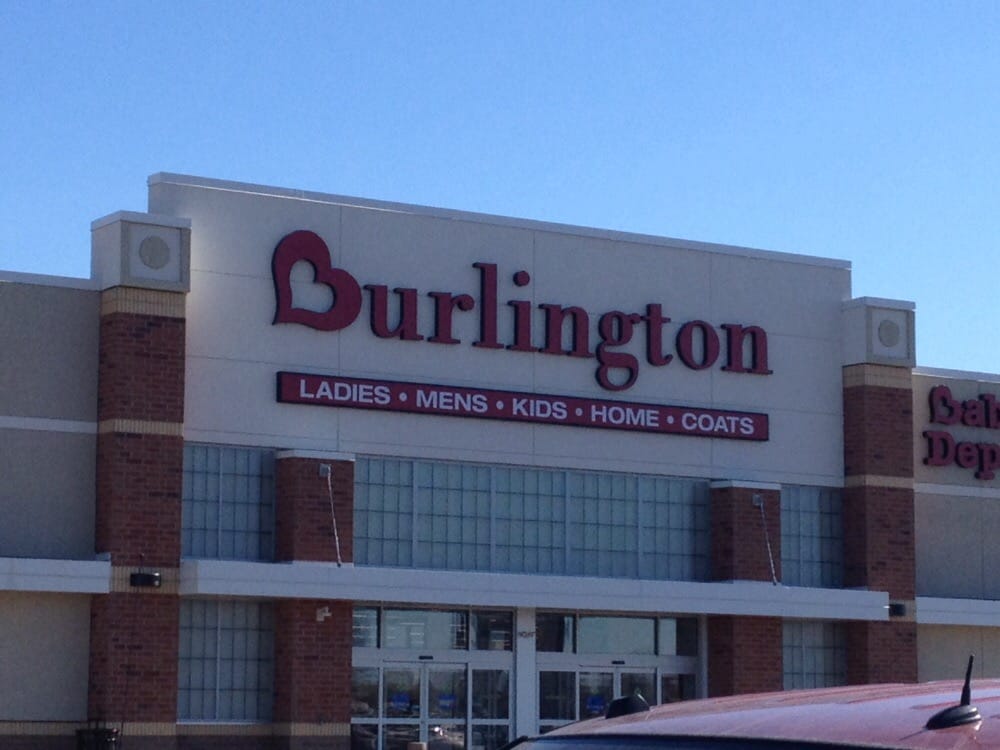 Burlington
LADIES • MENS • KIDS • HOME • COATS